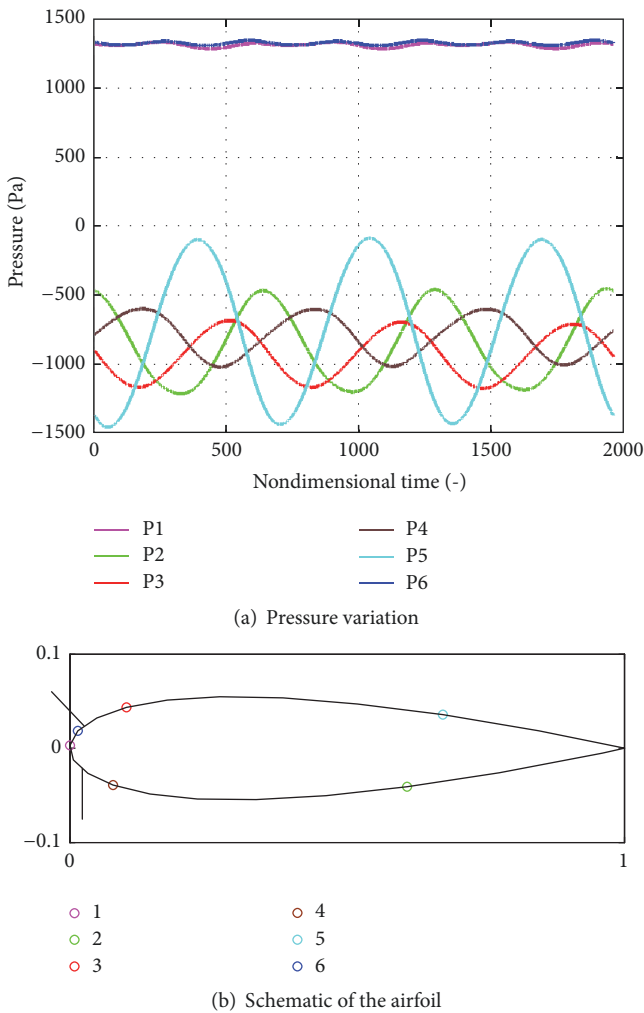 1500
1000
500
0
−500
−1000
−1500
Pressure (Pa)
0 500 1000 1500 2000
Nondimensional time (-)
P1 P4
P2 P5
P3 P6
(a) Pressure variation
0.1
0
−0.1
0 1
1 4
2 5
3 6
(b) Schematic of the airfoil